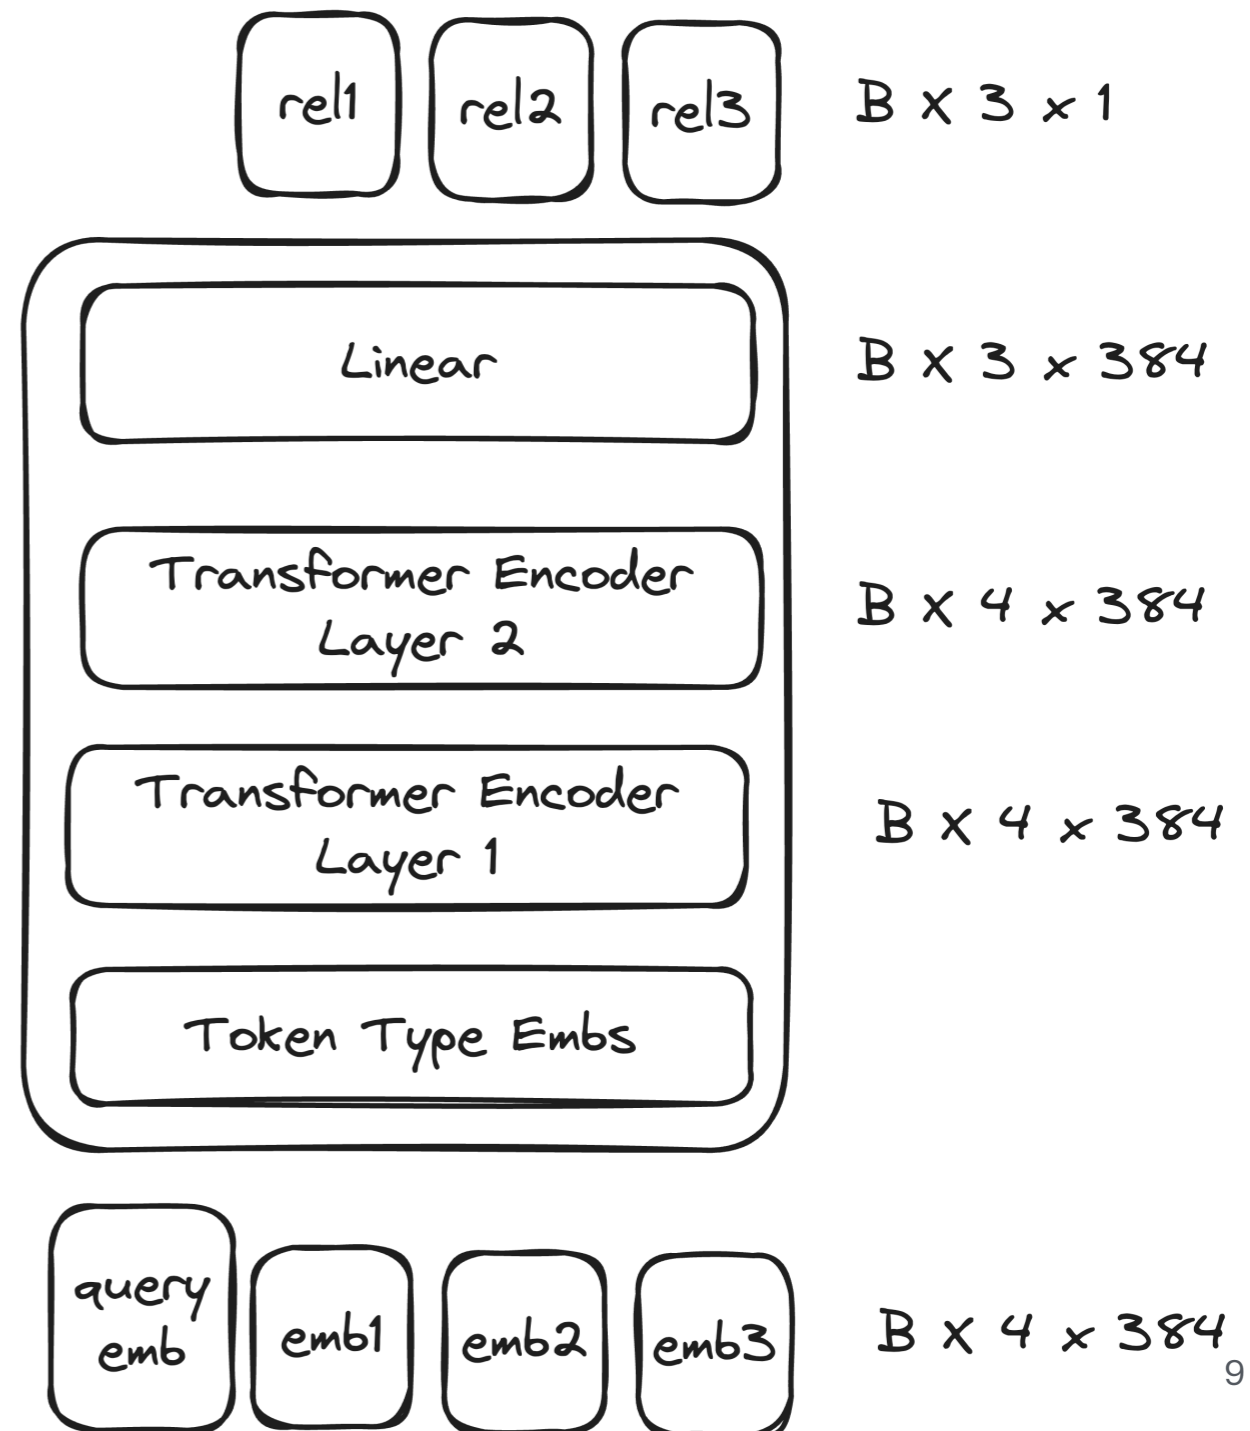 rel1 rel2 rel3 B X 3 x 1
Linear B X 3 x 384
Transformer Encoder
Layer 2
B X 4 x 384
Transformer Encoder
Layer 1
B X 4 x 384
Token Type Embs
query
emb
emb1 emb2 emb3 B X 4 x 384
9